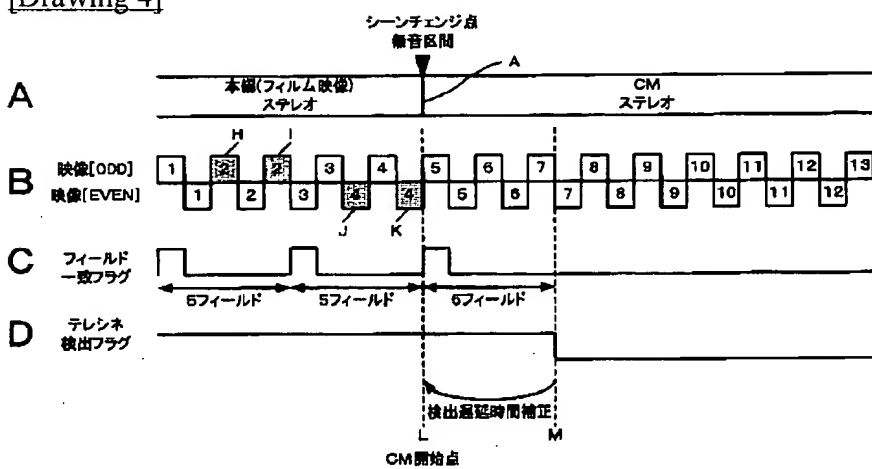 [Drawing 4]
シーンチェンジ点
無音区間
A
A
本編(フィルム映像)
ステレオ
CM
ステレオ
H
I
B
映像[ODD]
1 2 2 3 4 5 6 7 8 9 10 11 12 13
映像[EVEN]
1 2 3 4 4 5 6 7 8 9 10 11 12
J
K
C
フィールド
一致フラグ
5フィールド
5フィールド
5フィールド
D
テレシネ
検出フラグ
検出遅延時間補正
L
M
CM開始点